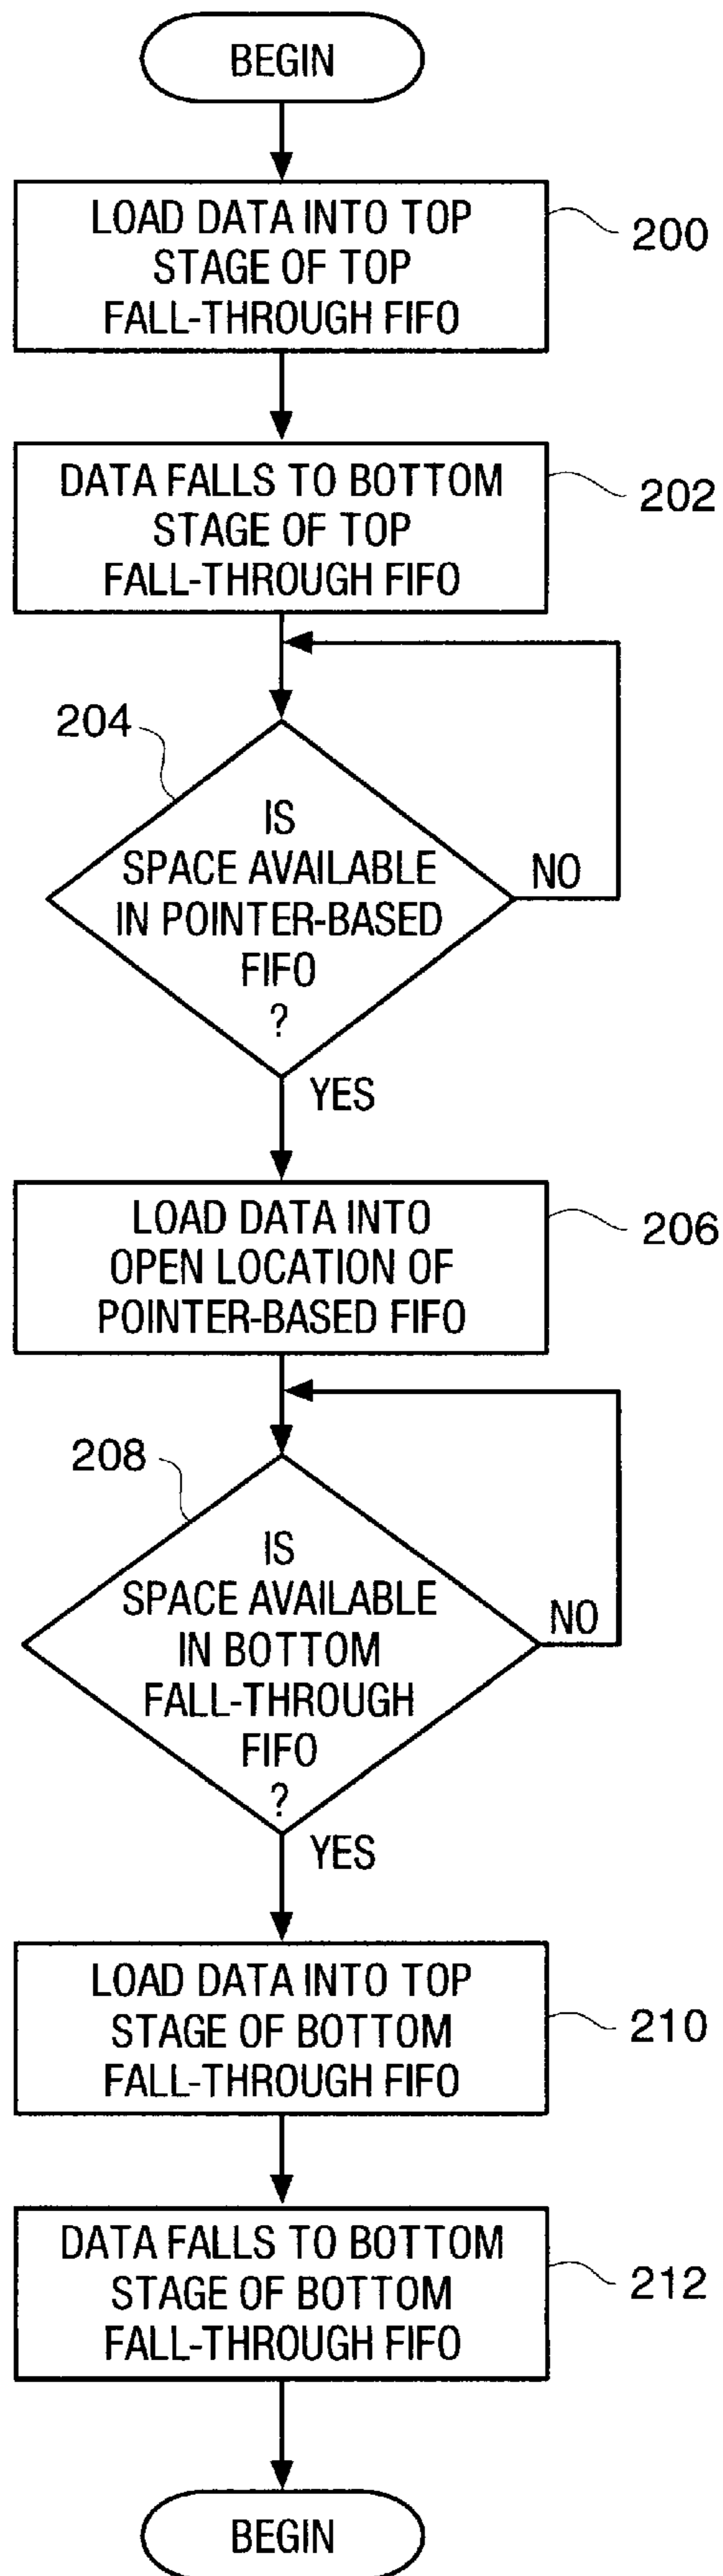 BEGIN
LOAD DATA INTO TOP
STAGE OF TOP
FALL-THROUGH FIFO
200
DATA FALLS TO BOTTOM
STAGE OF TOP
FALL-THROUGH FIFO
202
204
IS
SPACE AVAILABLE
IN POINTER-BASED
FIFO
?
NO
YES
LOAD DATA INTO
OPEN LOCATION OF
POINTER-BASED FIFO
206
208
IS
SPACE AVAILABLE
IN BOTTOM
FALL-THROUGH
FIFO
?
NO
YES
LOAD DATA INTO TOP
STAGE OF BOTTOM
FALL-THROUGH FIFO
210
DATA FALLS TO BOTTOM
STAGE OF BOTTOM
FALL-THROUGH FIFO
212
BEGIN